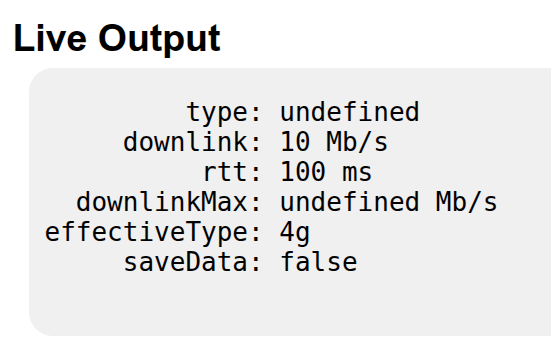 Live Output
type: undefined
downlink: 10 Mb/s
rtt: 100 ms
downlinkMax: undefined Mb/s
effectiveType: 4g
saveData: false